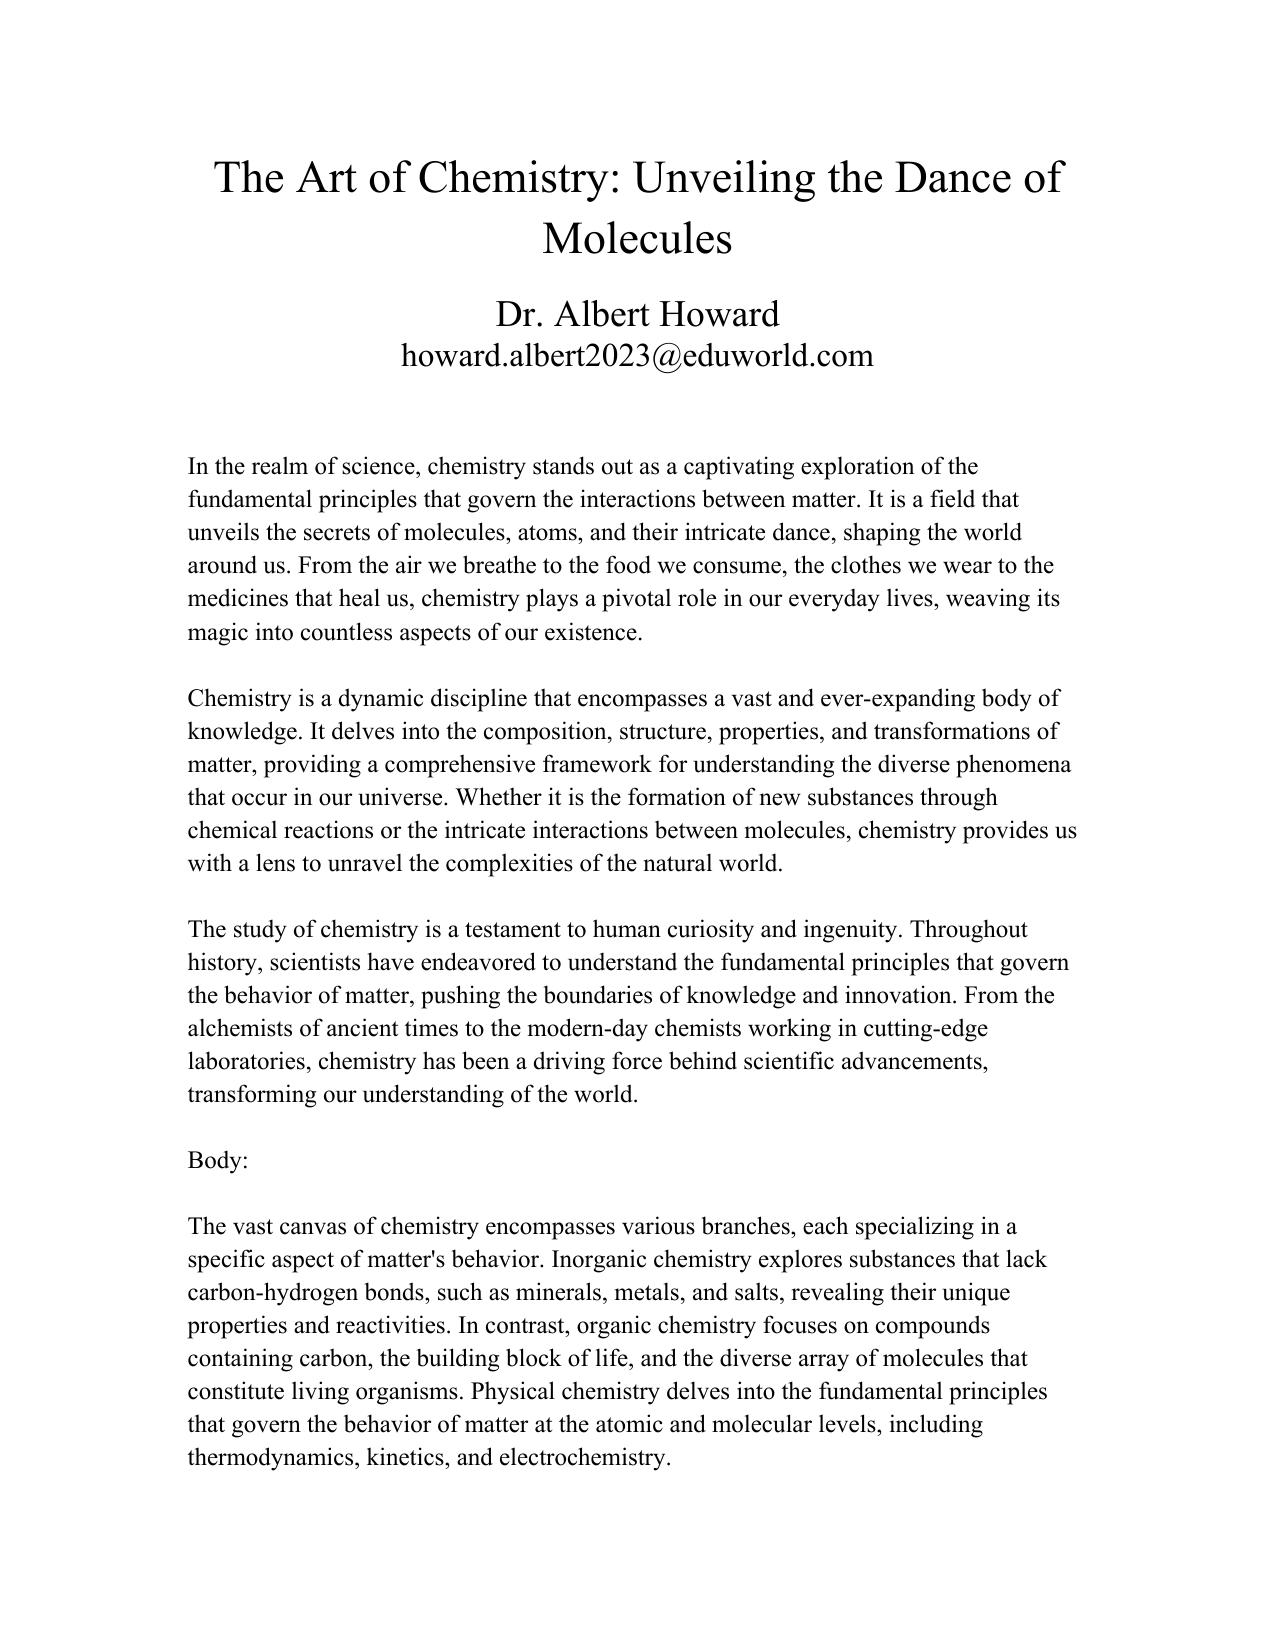 The Art of Chemistry: Unveiling the Dance of
Molecules
Dr. Albert Howard
howard.albert2023@eduworld.com
In the realm of science, chemistry stands out as a captivating exploration of the
fundamental principles that govern the interactions between matter. It is a field that
unveils the secrets of molecules, atoms, and their intricate dance, shaping the world
around us. From the air we breathe to the food we consume, the clothes we wear to the
medicines that heal us, chemistry plays a pivotal role in our everyday lives, weaving its
magic into countless aspects of our existence.
Chemistry is a dynamic discipline that encompasses a vast and ever-expanding body of
knowledge. It delves into the composition, structure, properties, and transformations of
matter, providing a comprehensive framework for understanding the diverse phenomena
that occur in our universe. Whether it is the formation of new substances through
chemical reactions or the intricate interactions between molecules, chemistry provides us
with a lens to unravel the complexities of the natural world.
The study of chemistry is a testament to human curiosity and ingenuity. Throughout
history, scientists have endeavored to understand the fundamental principles that govern
the behavior of matter, pushing the boundaries of knowledge and innovation. From the
alchemists of ancient times to the modern-day chemists working in cutting-edge
laboratories, chemistry has been a driving force behind scientific advancements,
transforming our understanding of the world.
Body:
The vast canvas of chemistry encompasses various branches, each specializing in a
specific aspect of matter's behavior. Inorganic chemistry explores substances that lack
carbon-hydrogen bonds, such as minerals, metals, and salts, revealing their unique
properties and reactivities. In contrast, organic chemistry focuses on compounds
containing carbon, the building block of life, and the diverse array of molecules that
constitute living organisms. Physical chemistry delves into the fundamental principles
that govern the behavior of matter at the atomic and molecular levels, including
thermodynamics, kinetics, and electrochemistry.